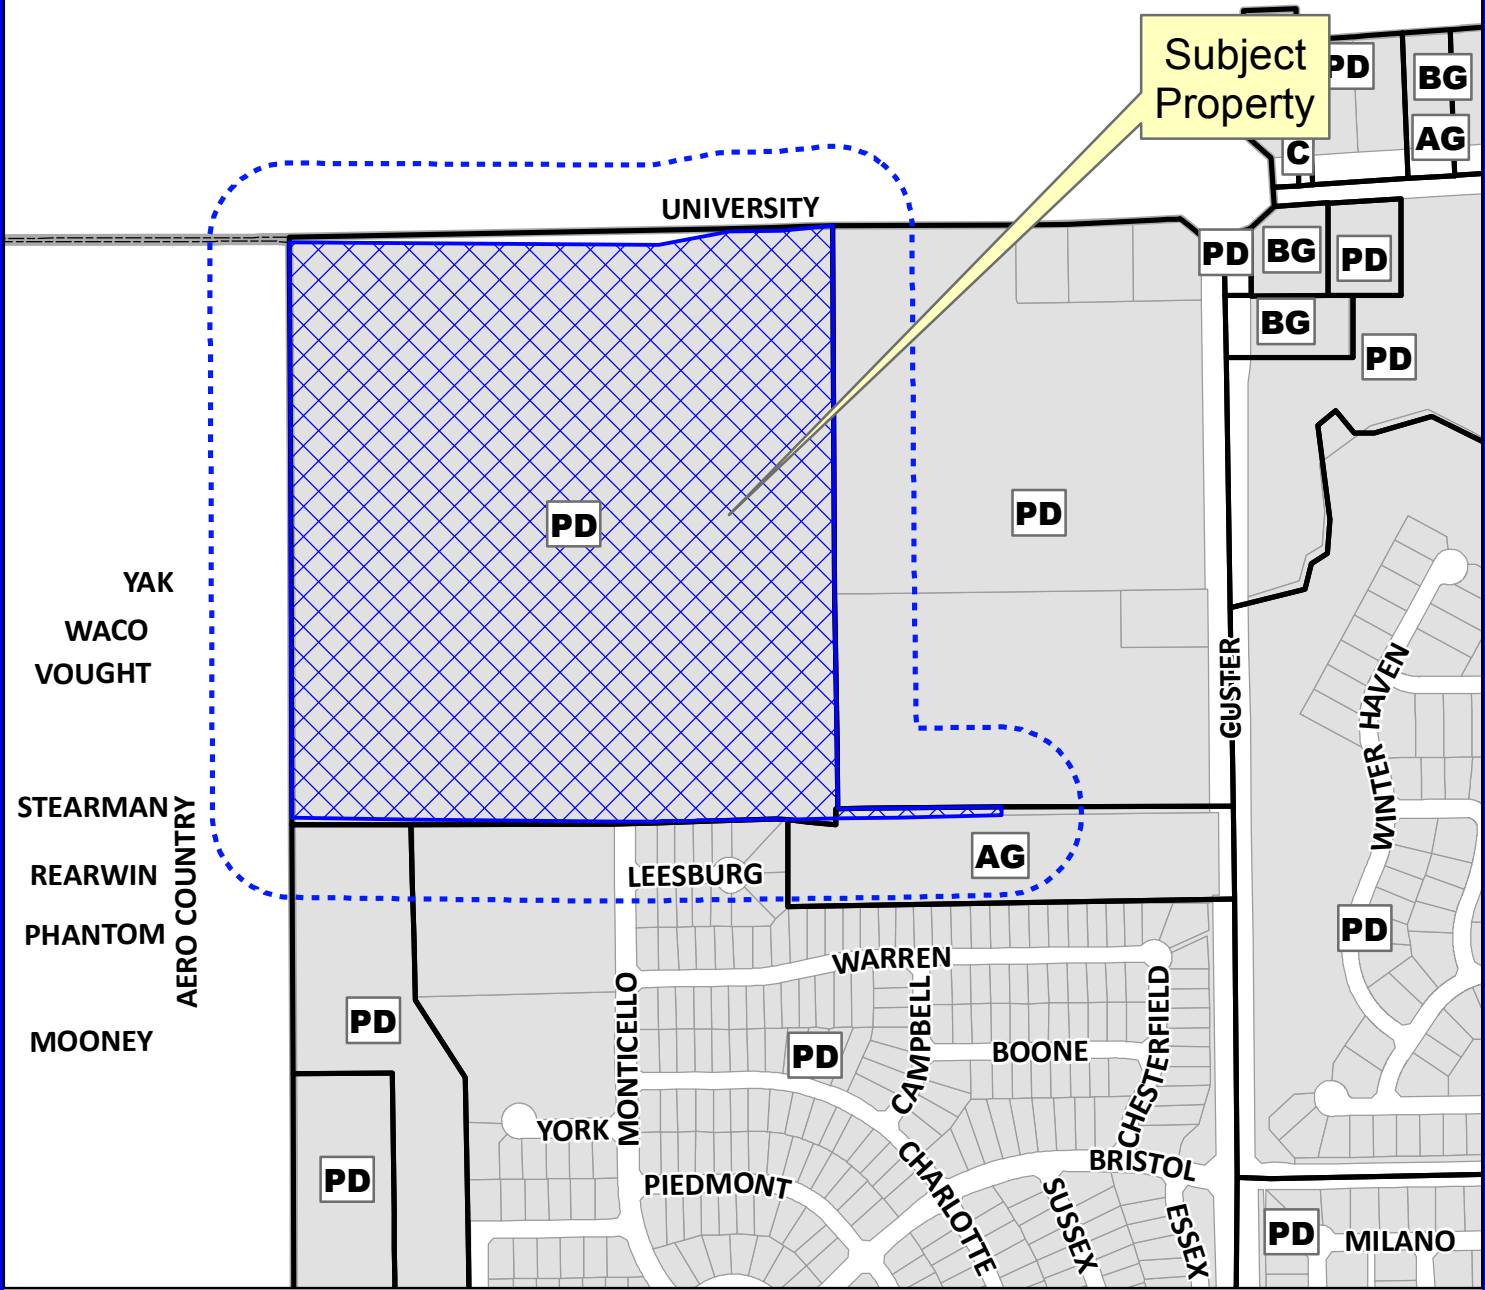 Subject
Property
PD
BG
AG
C
UNIVERSITY
PD
BG
PD
BG
PD
PD
PD
YAK
WACO
VOUGHT
CUSTER
WINTER HAVEN
STEARMAN
AERO COUNTRY
REARWIN
LEESBURG
AG
PHANTOM
WARREN
PD
MOONEY
PD
MONTICELLO
PD
CAMPBELL
BOONE
CHESTERFIELD
YORK
PD
PIEDMONT
CHARLOTTE
BRISTOL
SUSSEX
ESSEX
PD
MILANO